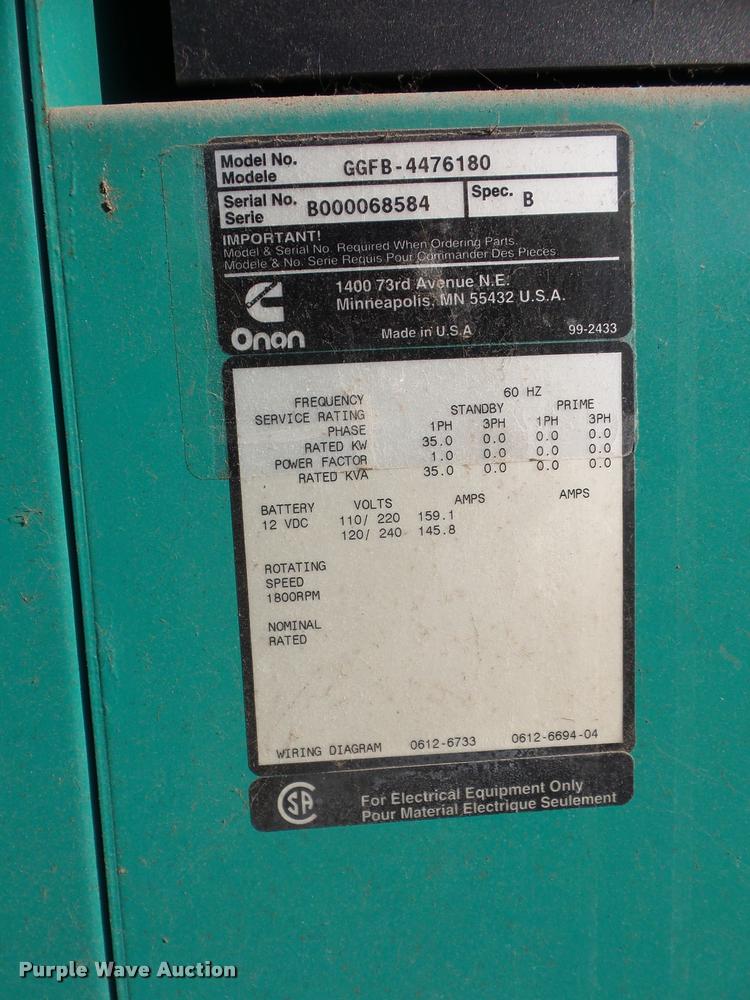 Model No.
Modele
GGFB-4476180
Serial No.
Serie
B000068584
Spec.
B
IMPORTANT!
Model & Serial No. Required When Ordering Parts.
Modele & No. Serie Requis Pour Commander Des Pieces.
1400 73rd Avenue N.E.
Minneapolis, MN 55432 U.S.A.
Onan
Made in U.S.A
99-2433
FREQUENCY 60 HZ
SERVICE RATING STANDBY PRIME
PHASE 1PH 3PH 1PH 3PH
RATED KW 35.0 0.0 0.0 0.0
POWER FACTOR 1.0 0.0 0.0 0.0
RATED KVA 35.0 0.0 0.0 0.0
BATTERY VOLTS AMPS AMPS
12 VDC 110/ 220 159.1
120/ 240 145.8
ROTATING
SPEED
1800RPM
NOMINAL
RATED
WIRING DIAGRAM 0612-6733 0612-6694-04
SA
For Electrical Equipment Only
Pour Material Electrique Seulement
Purple Wave Auction